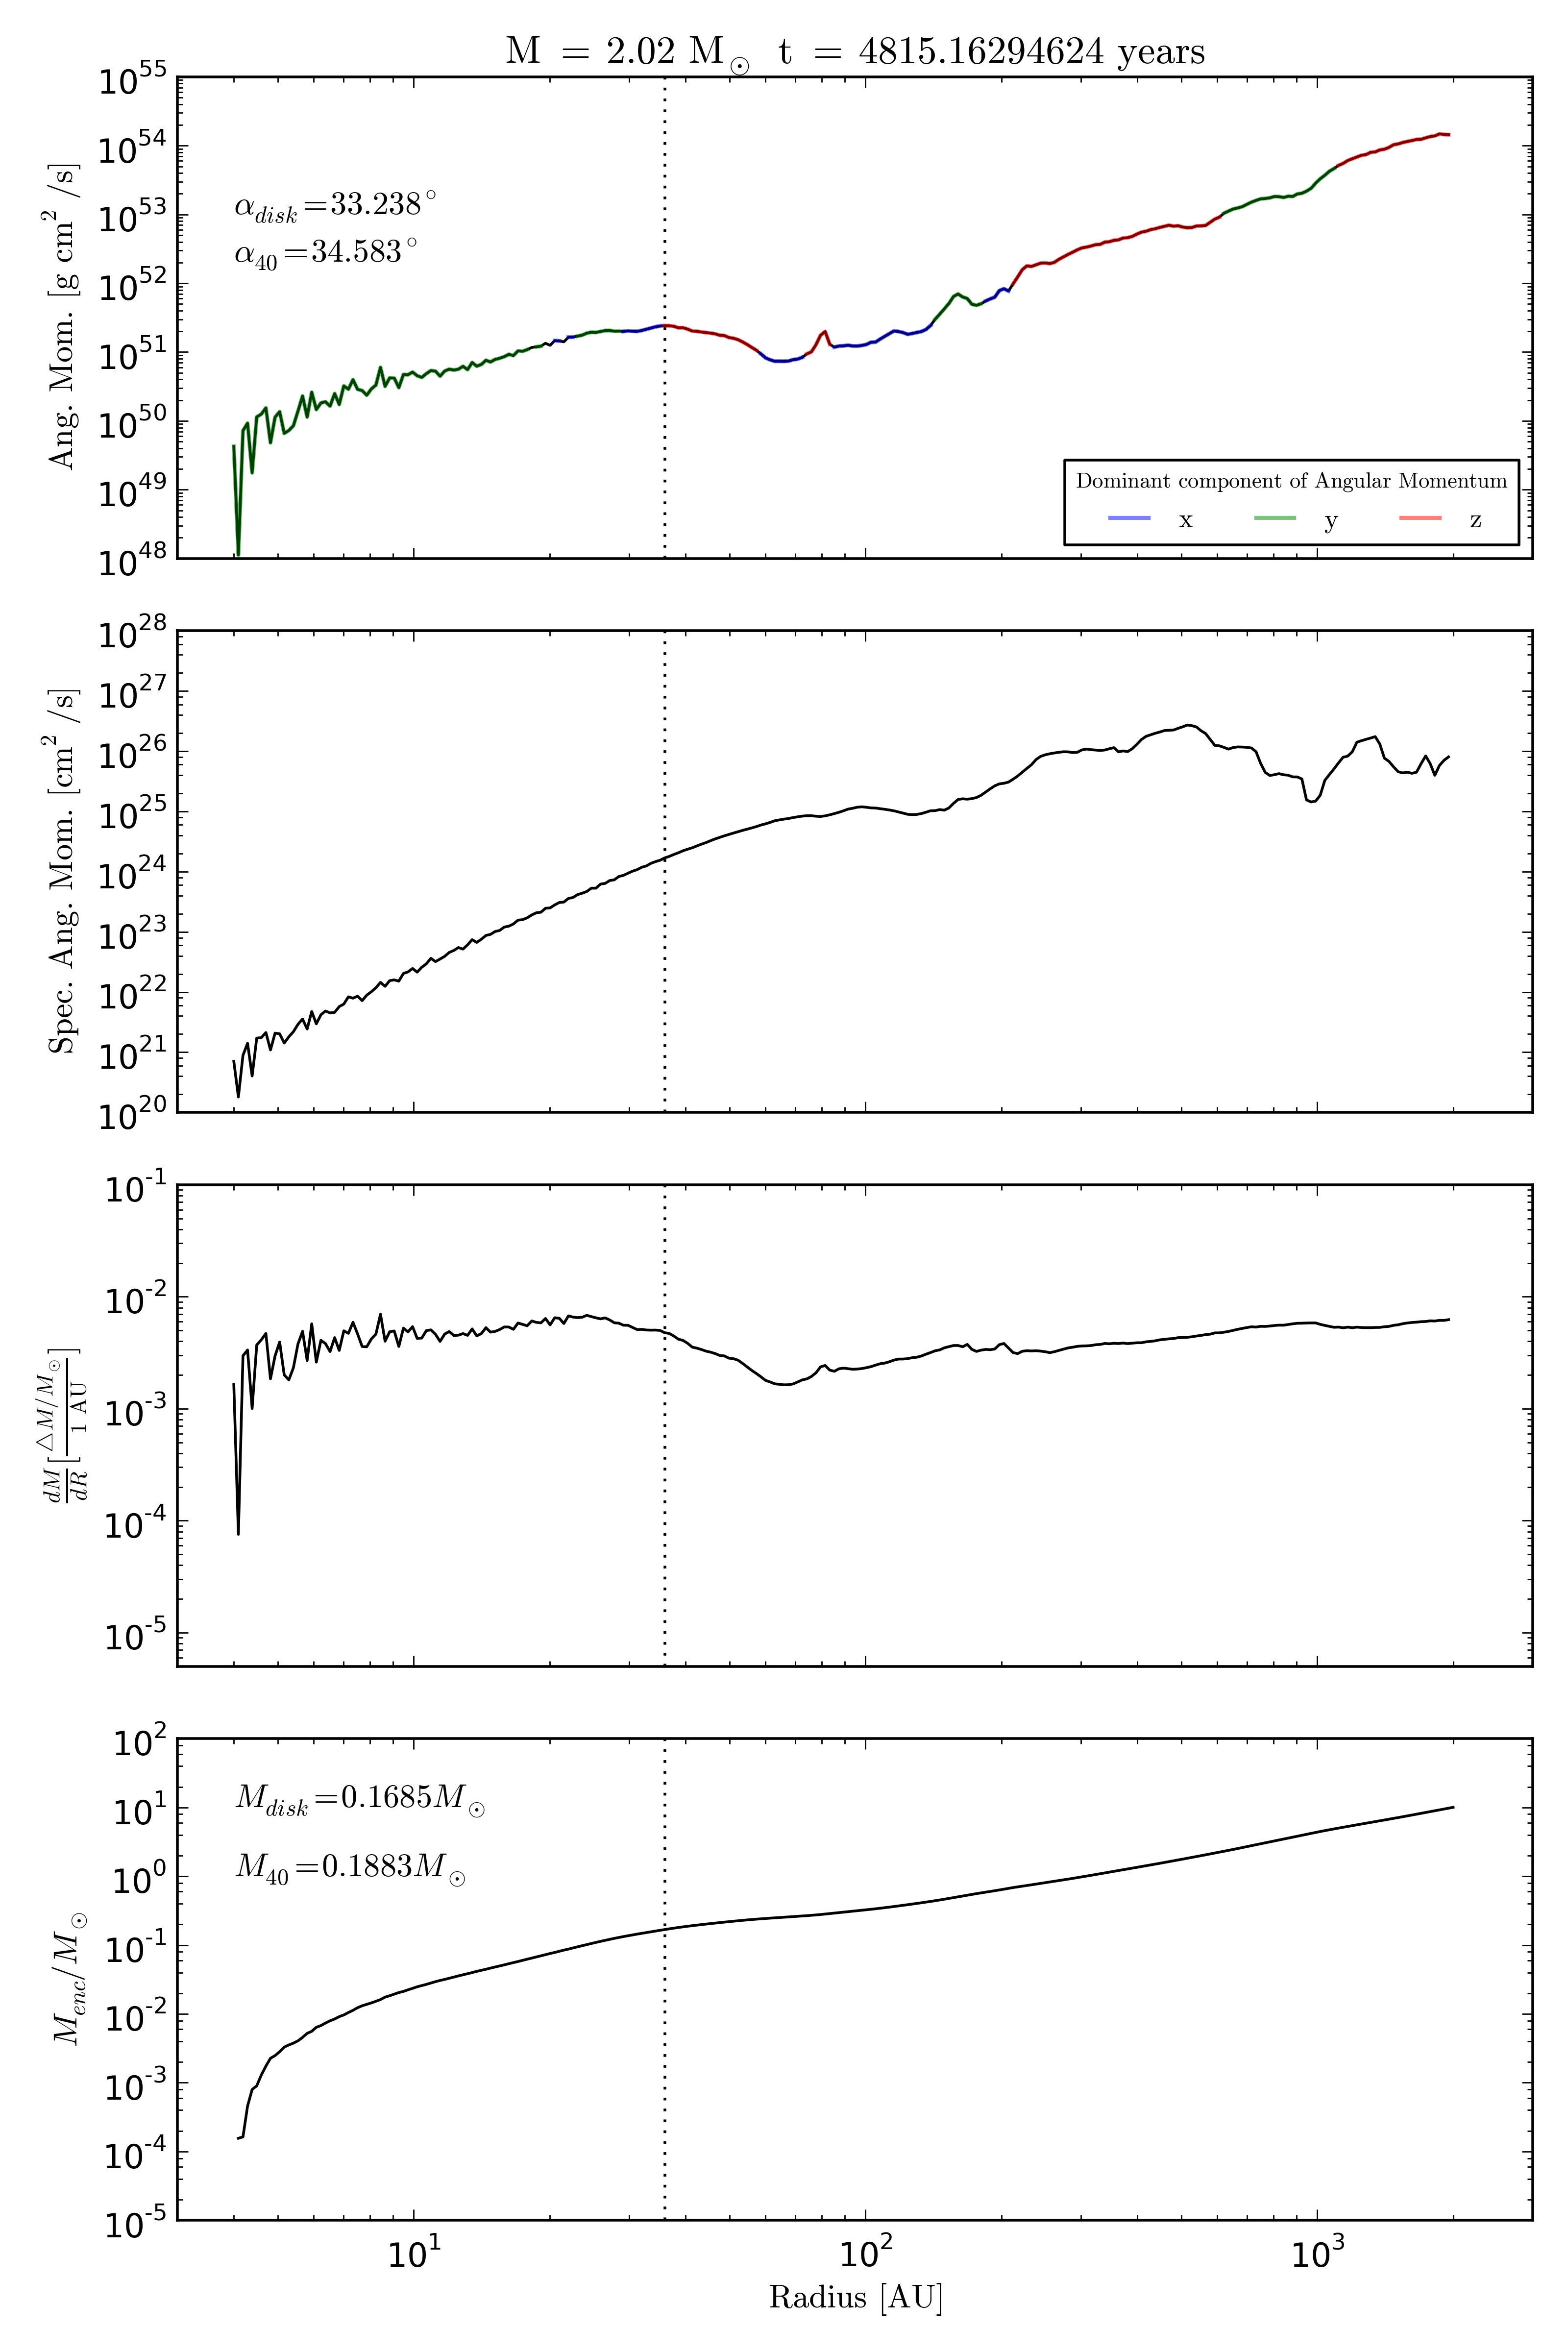 M = 2.02 M☉ t = 4815.16294624 years
10^55
10^54
10^53
10^52
10^51
10^50
10^49
10^48
Ang. Mom. [g cm^2 /s]
α_disk=33.238°
α_40=34.583°
Dominant component of Angular Momentum
x y z
10^28
10^27
10^26
10^25
10^24
10^23
10^22
10^21
10^20
Spec. Ang. Mom. [cm^2 /s]
10^-1
10^-2
10^-3
10^-4
10^-5
dM/dR [△M/M☉ / 1 AU]
10^2
10^1
10^0
10^-1
10^-2
10^-3
10^-4
10^-5
M_enc/M☉
M_disk=0.1685M☉
M_40=0.1883M☉
10^1 10^2 10^3
Radius [AU]